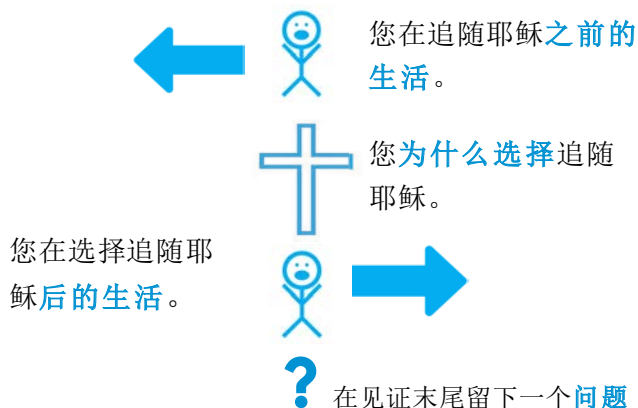 您在追随耶稣之前的
生活。
您为什么选择追随
耶稣。
您在选择追随耶
稣后的生活。
? 在见证末尾留下一个问题